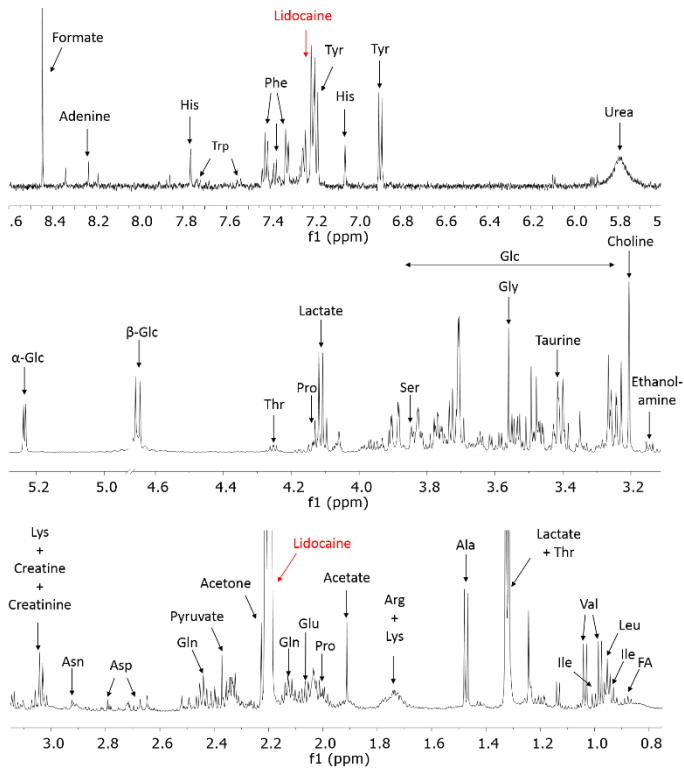 Formate
Adenine
His
Trp
Phe
Lidocaine
Tyr
His
Tyr
Urea
.6 8.4 8.2 8.0 7.8 7.6 7.4 7.2 7.0 6.8 6.6 6.4 6.2 6.0 5.8 5
f1 (ppm)
α-Glc
β-Glc
Thr
Pro
Lactate
Ser
Glc
Gly
Taurine
Choline
Ethanol-
amine
5.2 5.0 4.6 4.4 4.2 4.0 3.8 3.6 3.4 3.2
f1 (ppm)
Lys
+
Creatine
+
Creatinine
Asn
Asp
Gln
Pyruvate
Acetone
Lidocaine
Gln
Glu
Pro
Acetate
Arg
+
Lys
Ala
Lactate
+ Thr
Ile
Val
Leu
Ile
FA
3.0 2.8 2.6 2.4 2.2 2.0 1.8 1.6 1.4 1.2 1.0 0.8
f1 (ppm)